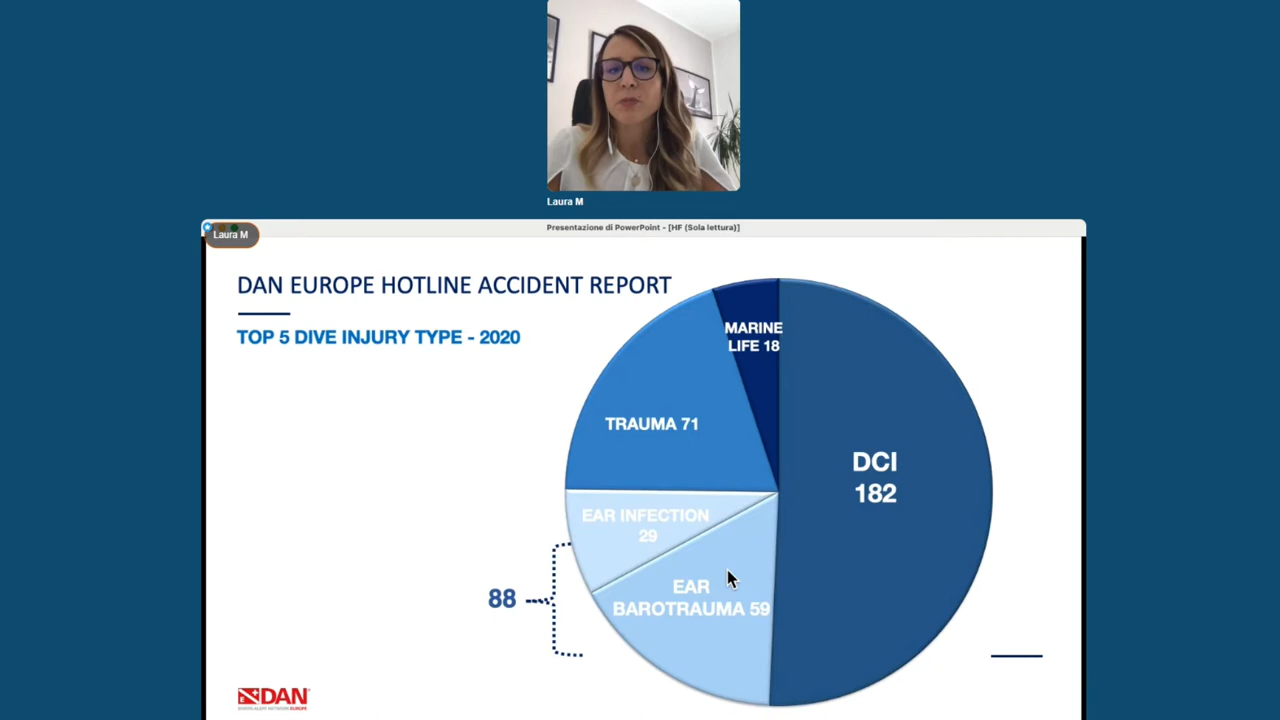 Laura M
Presentazione di PowerPoint - [HF (Sola lettura)]
Laura M
DAN EUROPE HOTLINE ACCIDENT REPORT
TOP 5 DIVE INJURY TYPE - 2020
MARINE
LIFE 18
TRAUMA 71
DCI
182
EAR INFECTION
29
EAR
BAROTRAUMA 59
88
DAN